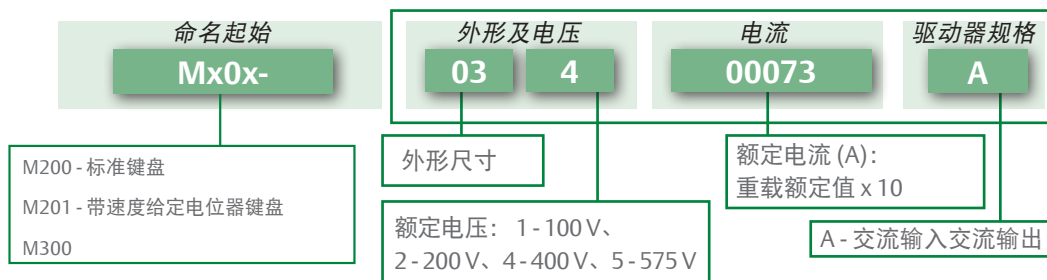 命名起始 外形及电压 电流 驱动器规格
Mx0x- 03 4 00073 A
M200 - 标准键盘
M201 - 带速度给定电位器键盘
M300
外形尺寸
额定电压：1 - 100 V、
2 - 200 V、4 - 400 V、5 - 575 V
额定电流 (A)：
重载额定值 x 10
A - 交流输入交流输出